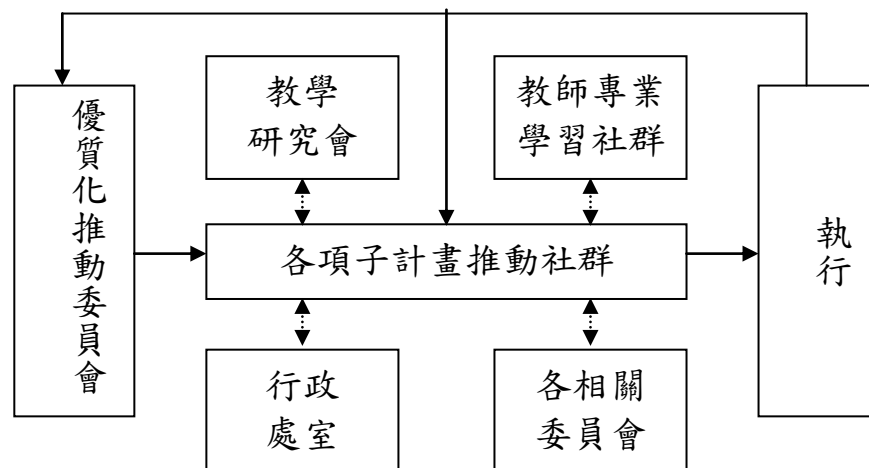 優質化推動委員會
教學
研究會
教師專業
學習社群
各項子計畫推動社群
執行
行政
處室
各相關
委員會